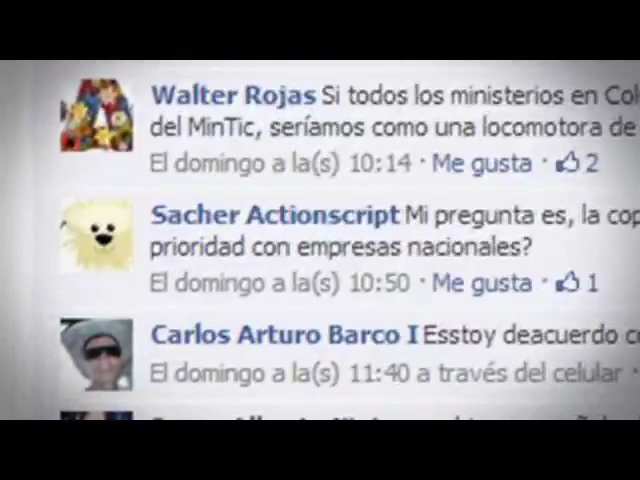 Walter Rojas Si todos los ministerios en
del MinTic, seríamos como una locomotora de
El domingo a la(s) 10:14 · Me gusta · 2
Sacher Actionscript Mi pregunta es, la
prioridad con empresas nacionales?
El domingo a la(s) 10:50 · Me gusta · 1
Carlos Arturo Barco I Esstoy deacuerdo
El domingo a la(s) 11:40 a través del celular ·